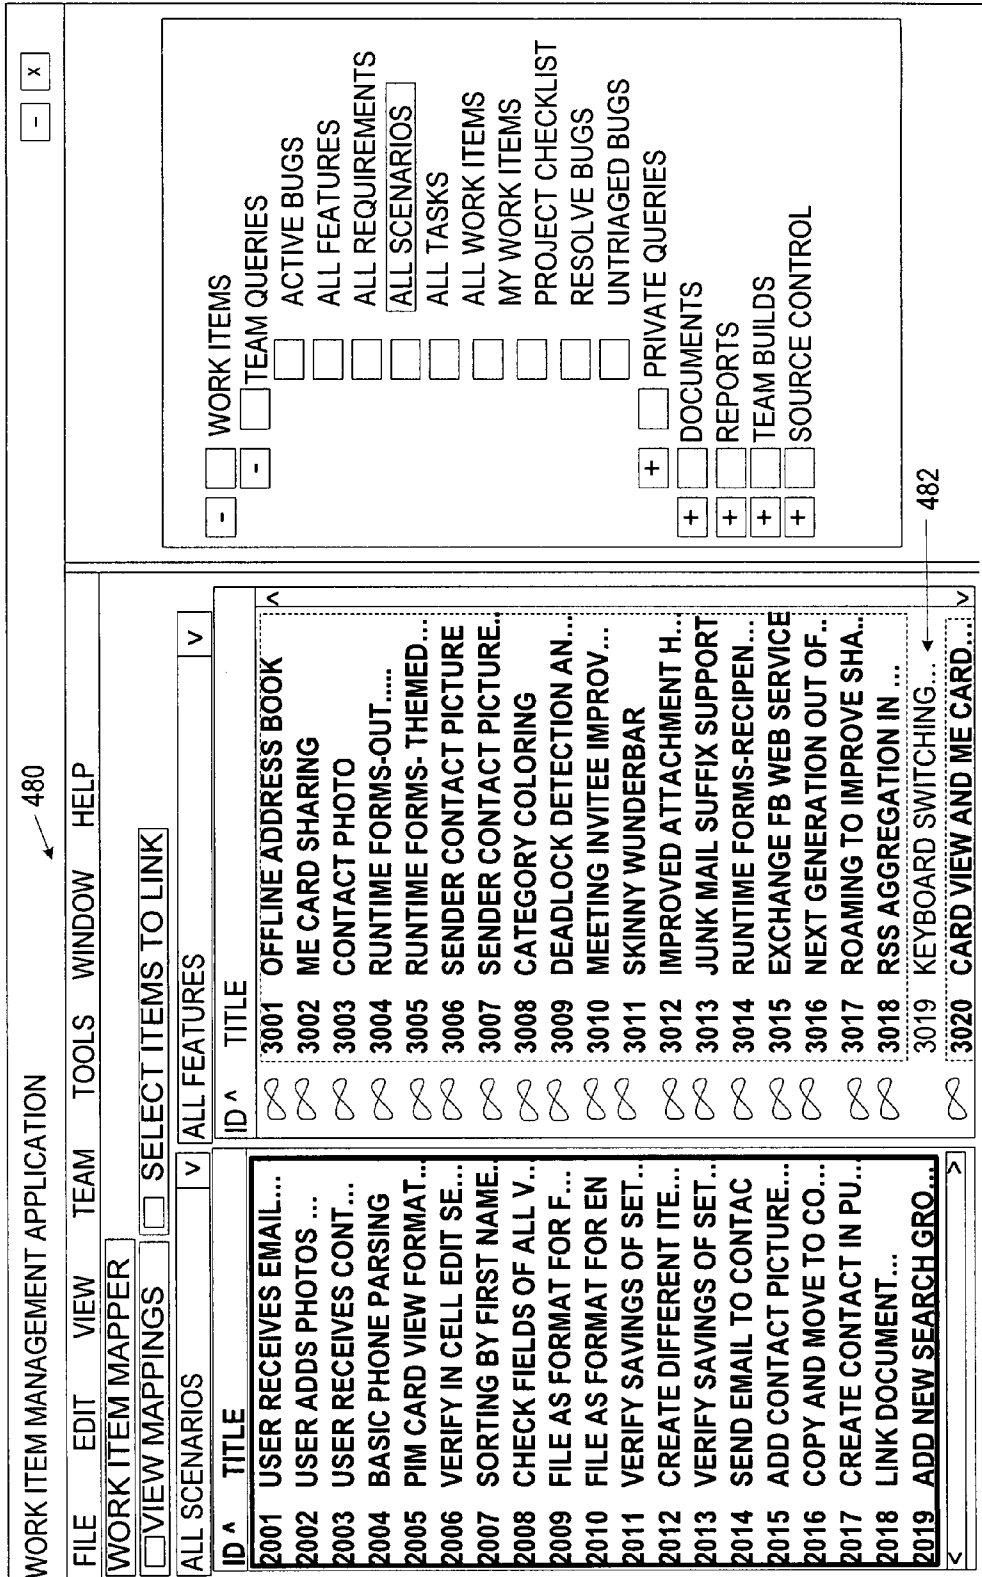 480
WORK ITEM MANAGEMENT APPLICATION
- x
FILE EDIT VIEW TEAM TOOLS WINDOW HELP
WORK ITEM MAPPER
VIEW MAPPINGS SELECT ITEMS TO LINK
ALL SCENARIOS V
ID ^ TITLE
2001 USER RECEIVES EMAIL...
2002 USER ADDS PHOTOS ...
2003 USER RECEIVES CONT...
2004 BASIC PHONE PARSING
2005 PIM CARD VIEW FORMAT...
2006 VERIFY IN CELL EDIT SE...
2007 SORTING BY FIRST NAME...
2008 CHECK FIELDS OF ALL V...
2009 FILE AS FORMAT FOR F...
2010 FILE AS FORMAT FOR EN
2011 VERIFY SAVINGS OF SET...
2012 CREATE DIFFERENT ITE...
2013 VERIFY SAVINGS OF SET...
2014 SEND EMAIL TO CONTAC
2015 ADD CONTACT PICTURE...
2016 COPY AND MOVE TO CO...
2017 CREATE CONTACT IN PU...
2018 LINK DOCUMENT...
2019 ADD NEW SEARCH GRO...
< >
ALL FEATURES V
ID ^ TITLE
3001 OFFLINE ADDRESS BOOK
3002 ME CARD SHARING
3003 CONTACT PHOTO
3004 RUNTIME FORMS-OUT.....
3005 RUNTIME FORMS- THEMED...
3006 SENDER CONTACT PICTURE
3007 SENDER CONTACT PICTURE..
3008 CATEGORY COLORING
3009 DEADLOCK DETECTION AN...
3010 MEETING INVITEE IMPROV...
3011 SKINNY WUNDERBAR
3012 IMPROVED ATTACHMENT H...
3013 JUNK MAIL SUFFIX SUPPORT
3014 RUNTIME FORMS-RECIPEN...
3015 EXCHANGE FB WEB SERVICE
3016 NEXT GENERATION OUT OF..
3017 ROAMING TO IMPROVE SHA..
3018 RSS AGGREGATION IN ...
3019 KEYBOARD SWITCHING...
3020 CARD VIEW AND ME CARD...
< >
482
- WORK ITEMS
- TEAM QUERIES
ACTIVE BUGS
ALL FEATURES
ALL REQUIREMENTS
ALL SCENARIOS
ALL TASKS
ALL WORK ITEMS
MY WORK ITEMS
PROJECT CHECKLIST
RESOLVE BUGS
UNTRIAGED BUGS
+ PRIVATE QUERIES
+ DOCUMENTS
+ REPORTS
+ TEAM BUILDS
+ SOURCE CONTROL